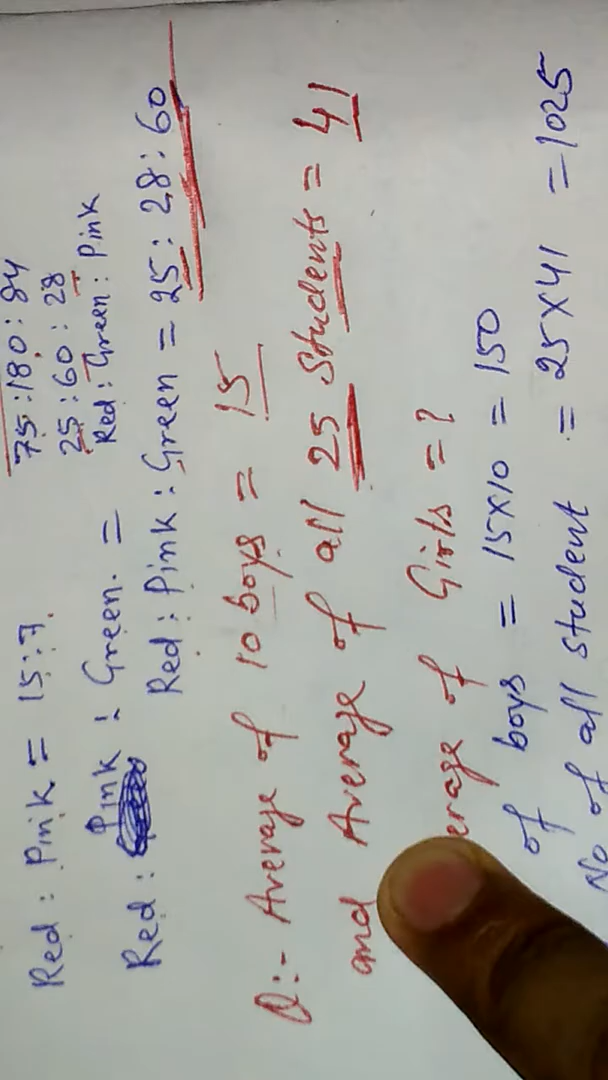 75:180:84
25:60:28
Red: Green: Pink
Red: Pink = 15:7.
Red: Pink : Green. =
Red: Pink: Green = 25: 28: 60
Q:- Average of 10 boys = 15
and Average of all 25 Students = 41
erage of Girls = ?
of boys = 15x10 = 150
No of all student = 25x41 = 1025